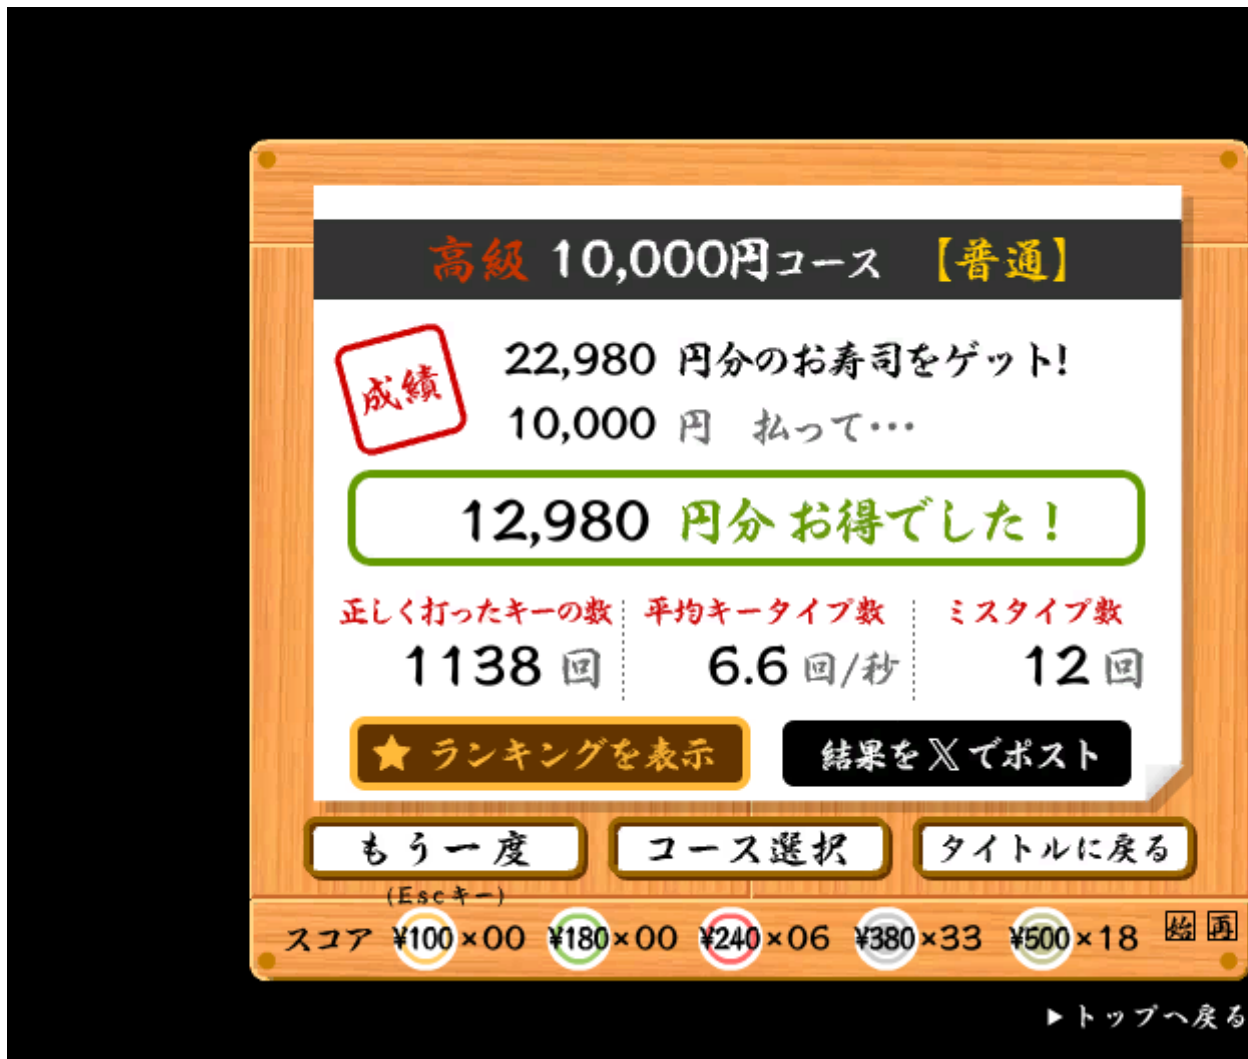 高級 10,000円コース 【普通】
成績
22,980 円分のお寿司をゲット!
10,000 円 払って・・・
12,980 円分 お得でした!
正しく打ったキーの数 平均キータイプ数 ミスタイプ数
1138 回 6.6 回/秒 12 回
★ ランキングを表示 結果を𝕏でポスト
もう一度 コース選択 タイトルに戻る
(Escキー)
スコア ¥100×00 ¥180×00 ¥240×06 ¥380×33 ¥500×18 始 再
▶トップへ戻る